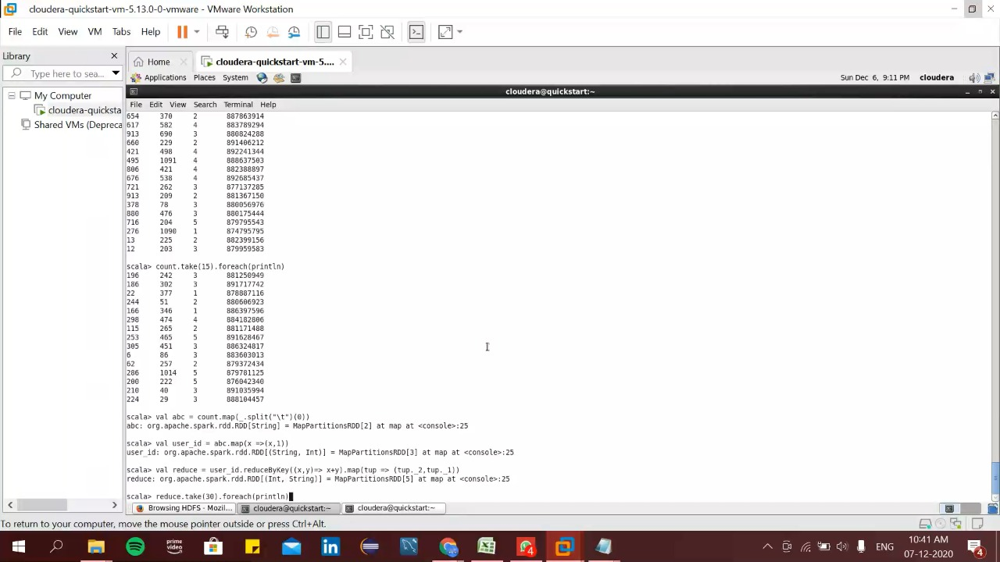 cloudera-quickstart-vm-5.13.0-0-vmware - VMware Workstation
File Edit View VM Tabs Help
Library
Type here to sea...
My Computer
cloudera-quicksta
Shared VMs (Depreca
Home
cloudera-quickstart-vm-5....
Applications Places System
Sun Dec 6, 9:11 PM cloudera
cloudera@quickstart:~
File Edit View Search Terminal Help
654 370 2 887863914
617 582 4 883789294
913 690 3 880824288
660 229 2 891406212
421 498 4 892241344
495 1091 4 888637503
806 421 4 882388897
676 538 4 892685437
721 262 3 877137285
913 209 2 881367150
378 78 3 880056976
880 476 3 880175444
716 204 5 879795543
276 1090 1 874795795
13 225 2 882399156
12 203 3 879959583
scala> count.take(15).foreach(println)
196 242 3 881250949
186 302 3 891717742
22 377 1 878887116
244 51 2 880606923
166 346 1 886397596
298 474 4 884182806
115 265 2 881171488
253 465 5 891628467
305 451 3 886324817
6 86 3 883603013
62 257 2 879372434
286 1014 5 879781125
200 222 5 876042340
210 40 3 891035994
224 29 3 888104457
scala> val abc = count.map(_.split("\t")(0))
abc: org.apache.spark.rdd.RDD[String] = MapPartitionsRDD[2] at map at <console>:25
scala> val user_id = abc.map(x =>(x,1))
user_id: org.apache.spark.rdd.RDD[(String, Int)] = MapPartitionsRDD[3] at map at <console>:25
scala> val reduce = user_id.reduceByKey((x,y)=> x+y).map(tup => (tup._2,tup._1))
reduce: org.apache.spark.rdd.RDD[(Int, String)] = MapPartitionsRDD[5] at map at <console>:25
scala> reduce.take(30).foreach(println)
Browsing HDFS - Mozil...
cloudera@quickstart:~
cloudera@quickstart:~
To return to your computer, move the mouse pointer outside or press Ctrl+Alt.
prime
video
4
ENG
10:41 AM
07-12-2020
4